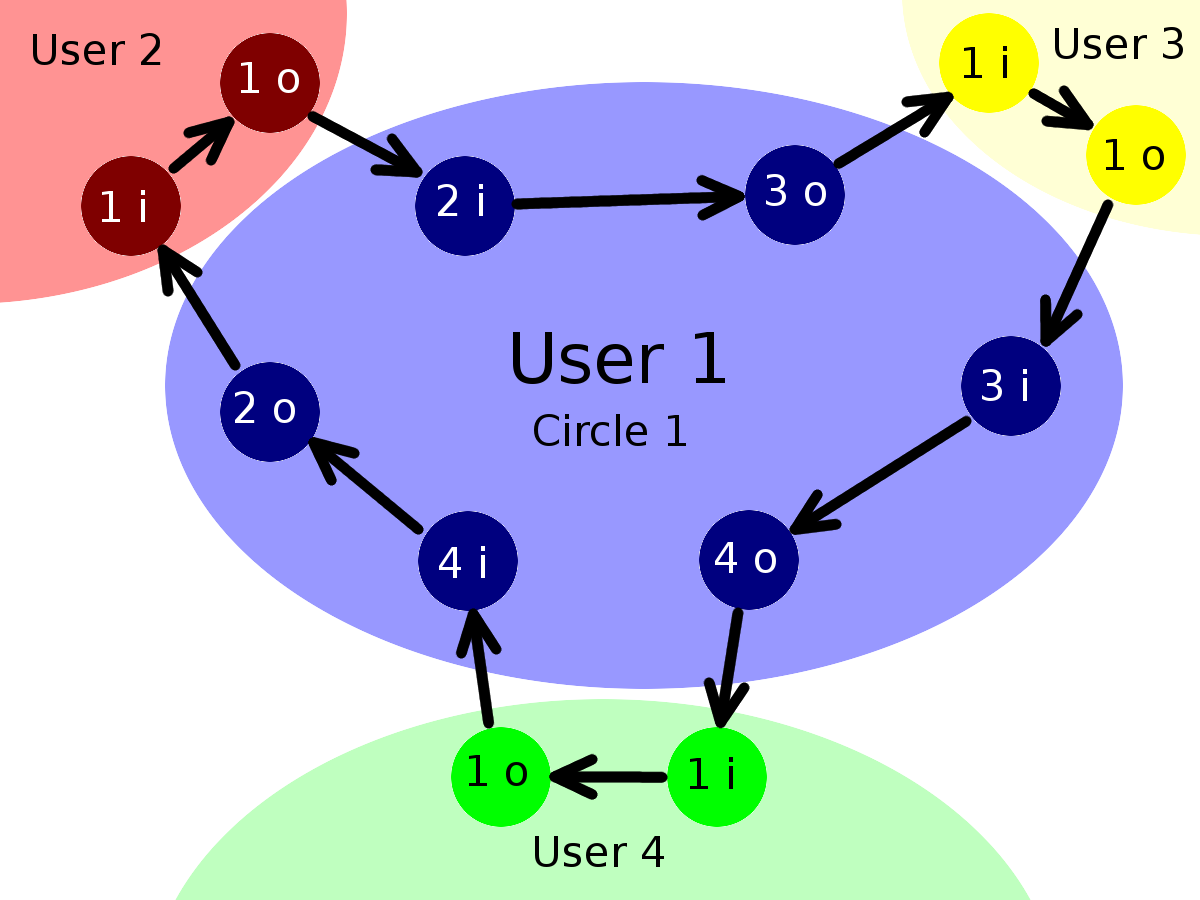 User 2
1 o
1 i
User 3
1 i
1 o
2 i
3 o
User 1
Circle 1
3 i
2 o
4 i
4 o
1 o
1 i
User 4